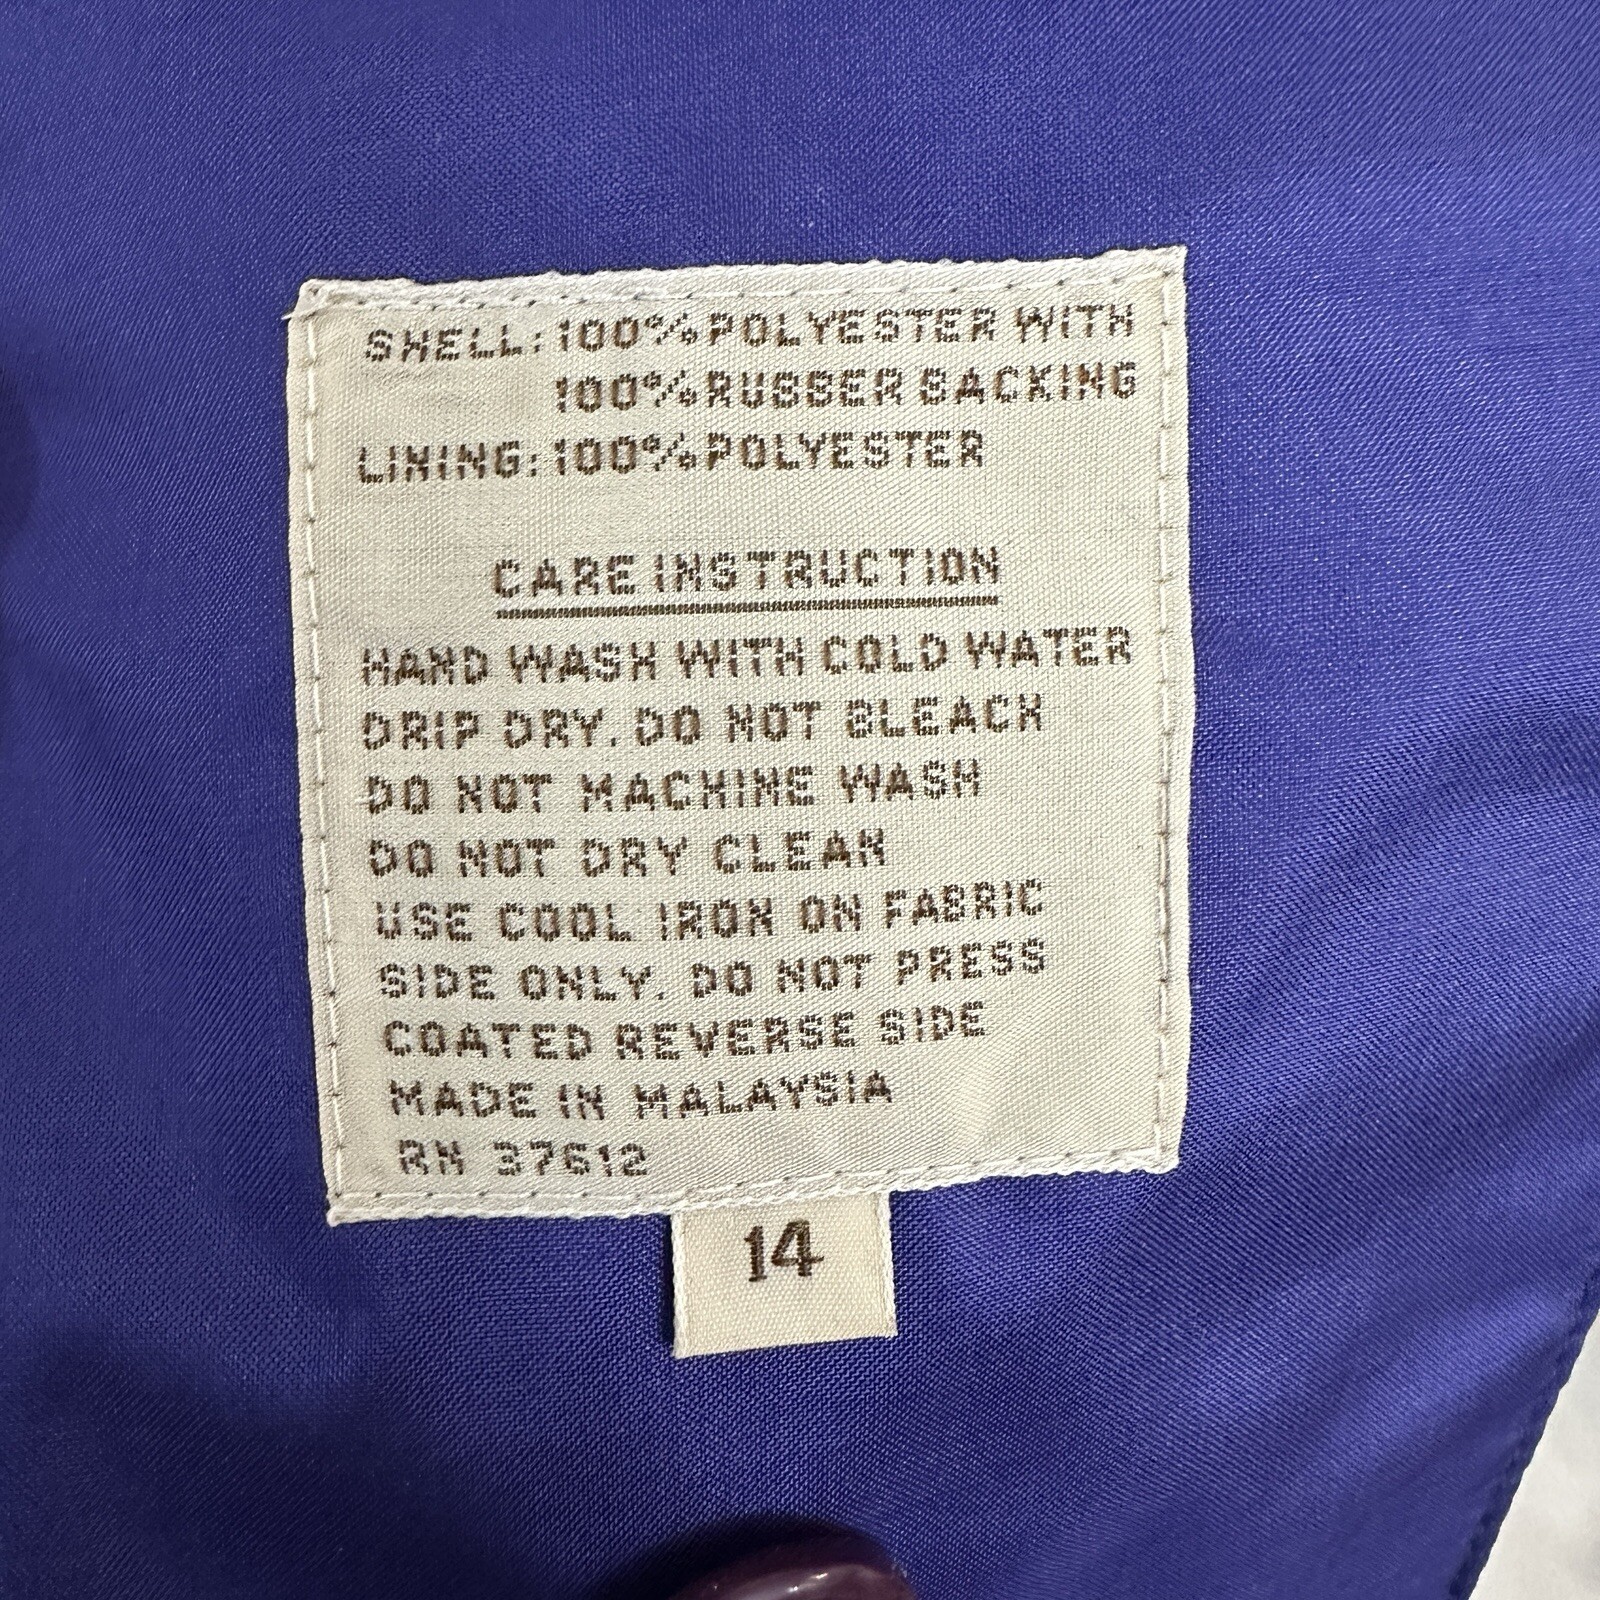 SHELL: 100% POLYESTER WITH
100% RUBBER BACKING
LINING: 100% POLYESTER
CARE INSTRUCTION
HAND WASH WITH COLD WATER
DRIP DRY. DO NOT BLEACH
DO NOT MACHINE WASH
DO NOT DRY CLEAN
USE COOL IRON ON FABRIC
SIDE ONLY. DO NOT PRESS
COATED REVERSE SIDE
MADE IN MALAYSIA
RN 37612
14